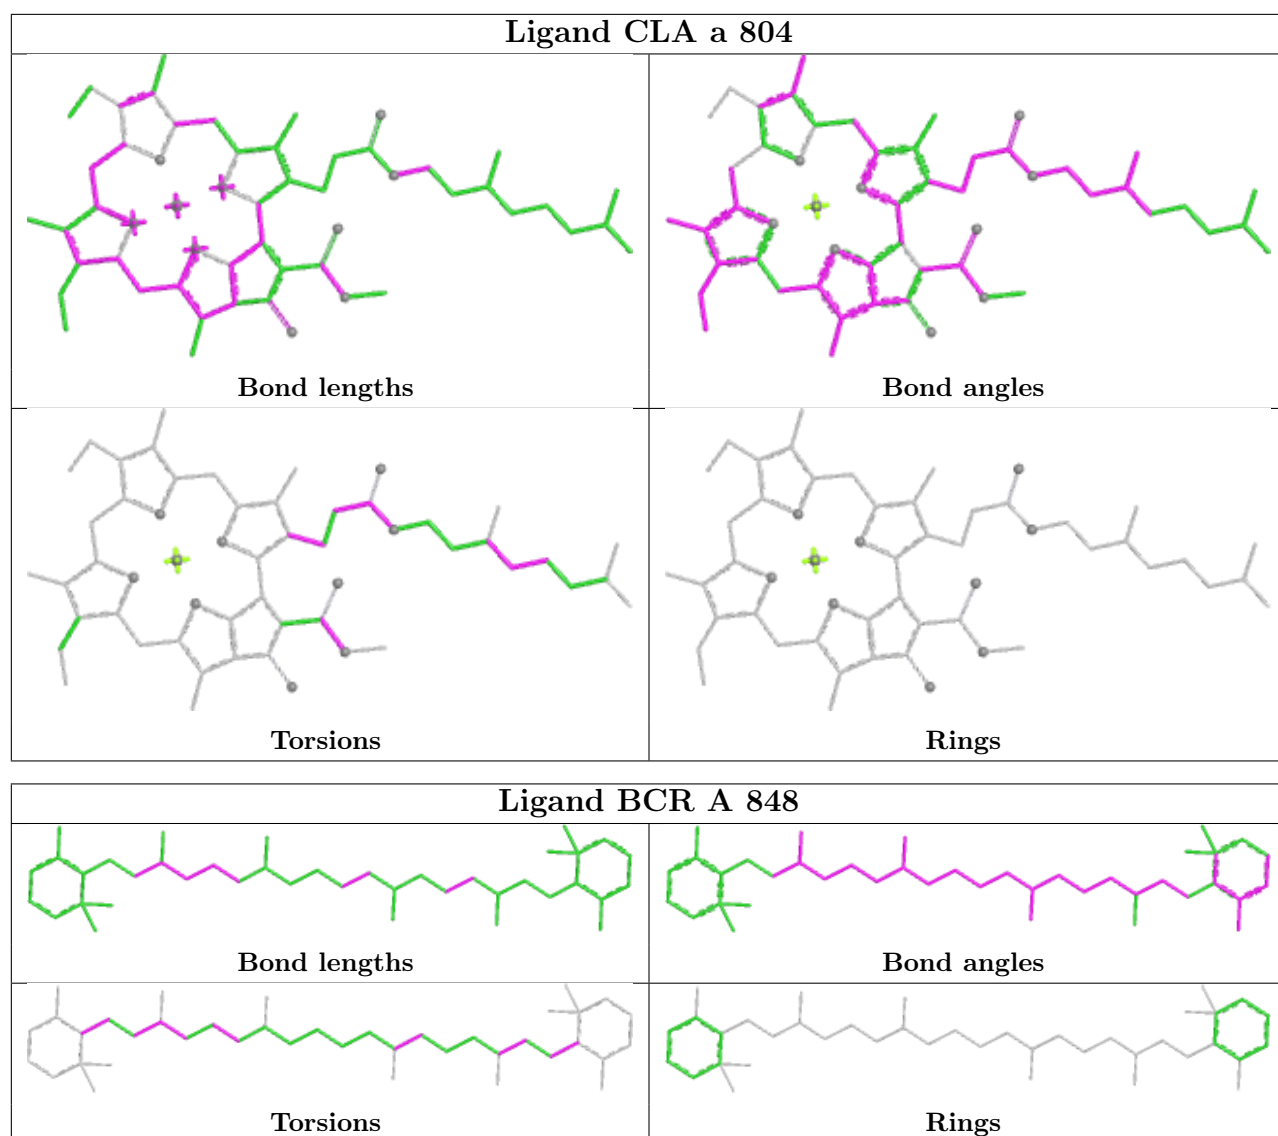 Ligand CLA a 804
Bond lengths
Bond angles
Torsions
Rings
Ligand BCR A 848
Bond lengths
Bond angles
Torsions
Rings